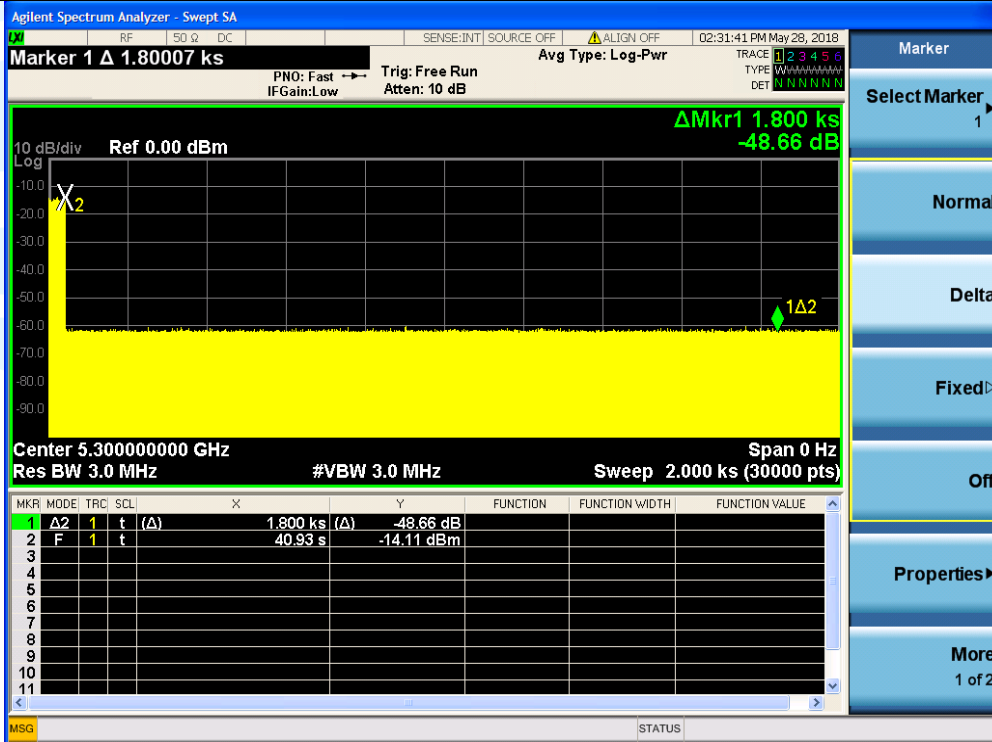 Agilent Spectrum Analyzer - Swept SA
LXI RF 50 Ω DC SENSE:INT SOURCE OFF ALIGN OFF 02:31:41 PM May 28, 2018
Marker 1 Δ 1.80007 ks
PNO: Fast
IFGain:Low
Trig: Free Run
Atten: 10 dB
Avg Type: Log-Pwr
TRACE 1 2 3 4 5 6
TYPE W
DET N N N N N N
ΔMkr1 1.800 ks
-48.66 dB
10 dB/div Ref 0.00 dBm
Log
-10.0
X2
-20.0
-30.0
-40.0
-50.0
1Δ2
-60.0
-70.0
-80.0
-90.0
Center 5.300000000 GHz Span 0 Hz
Res BW 3.0 MHz #VBW 3.0 MHz Sweep 2.000 ks (30000 pts)
MKR MODE TRC SCL X Y FUNCTION FUNCTION WIDTH FUNCTION VALUE
1 Δ2 1 t (Δ) 1.800 ks (Δ) -48.66 dB
2 F 1 t 40.93 s -14.11 dBm
3
4
5
6
7
8
9
10
11
MSG STATUS
Marker
Select Marker
1
Normal
Delta
Fixed
Off
Properties
More
1 of 2